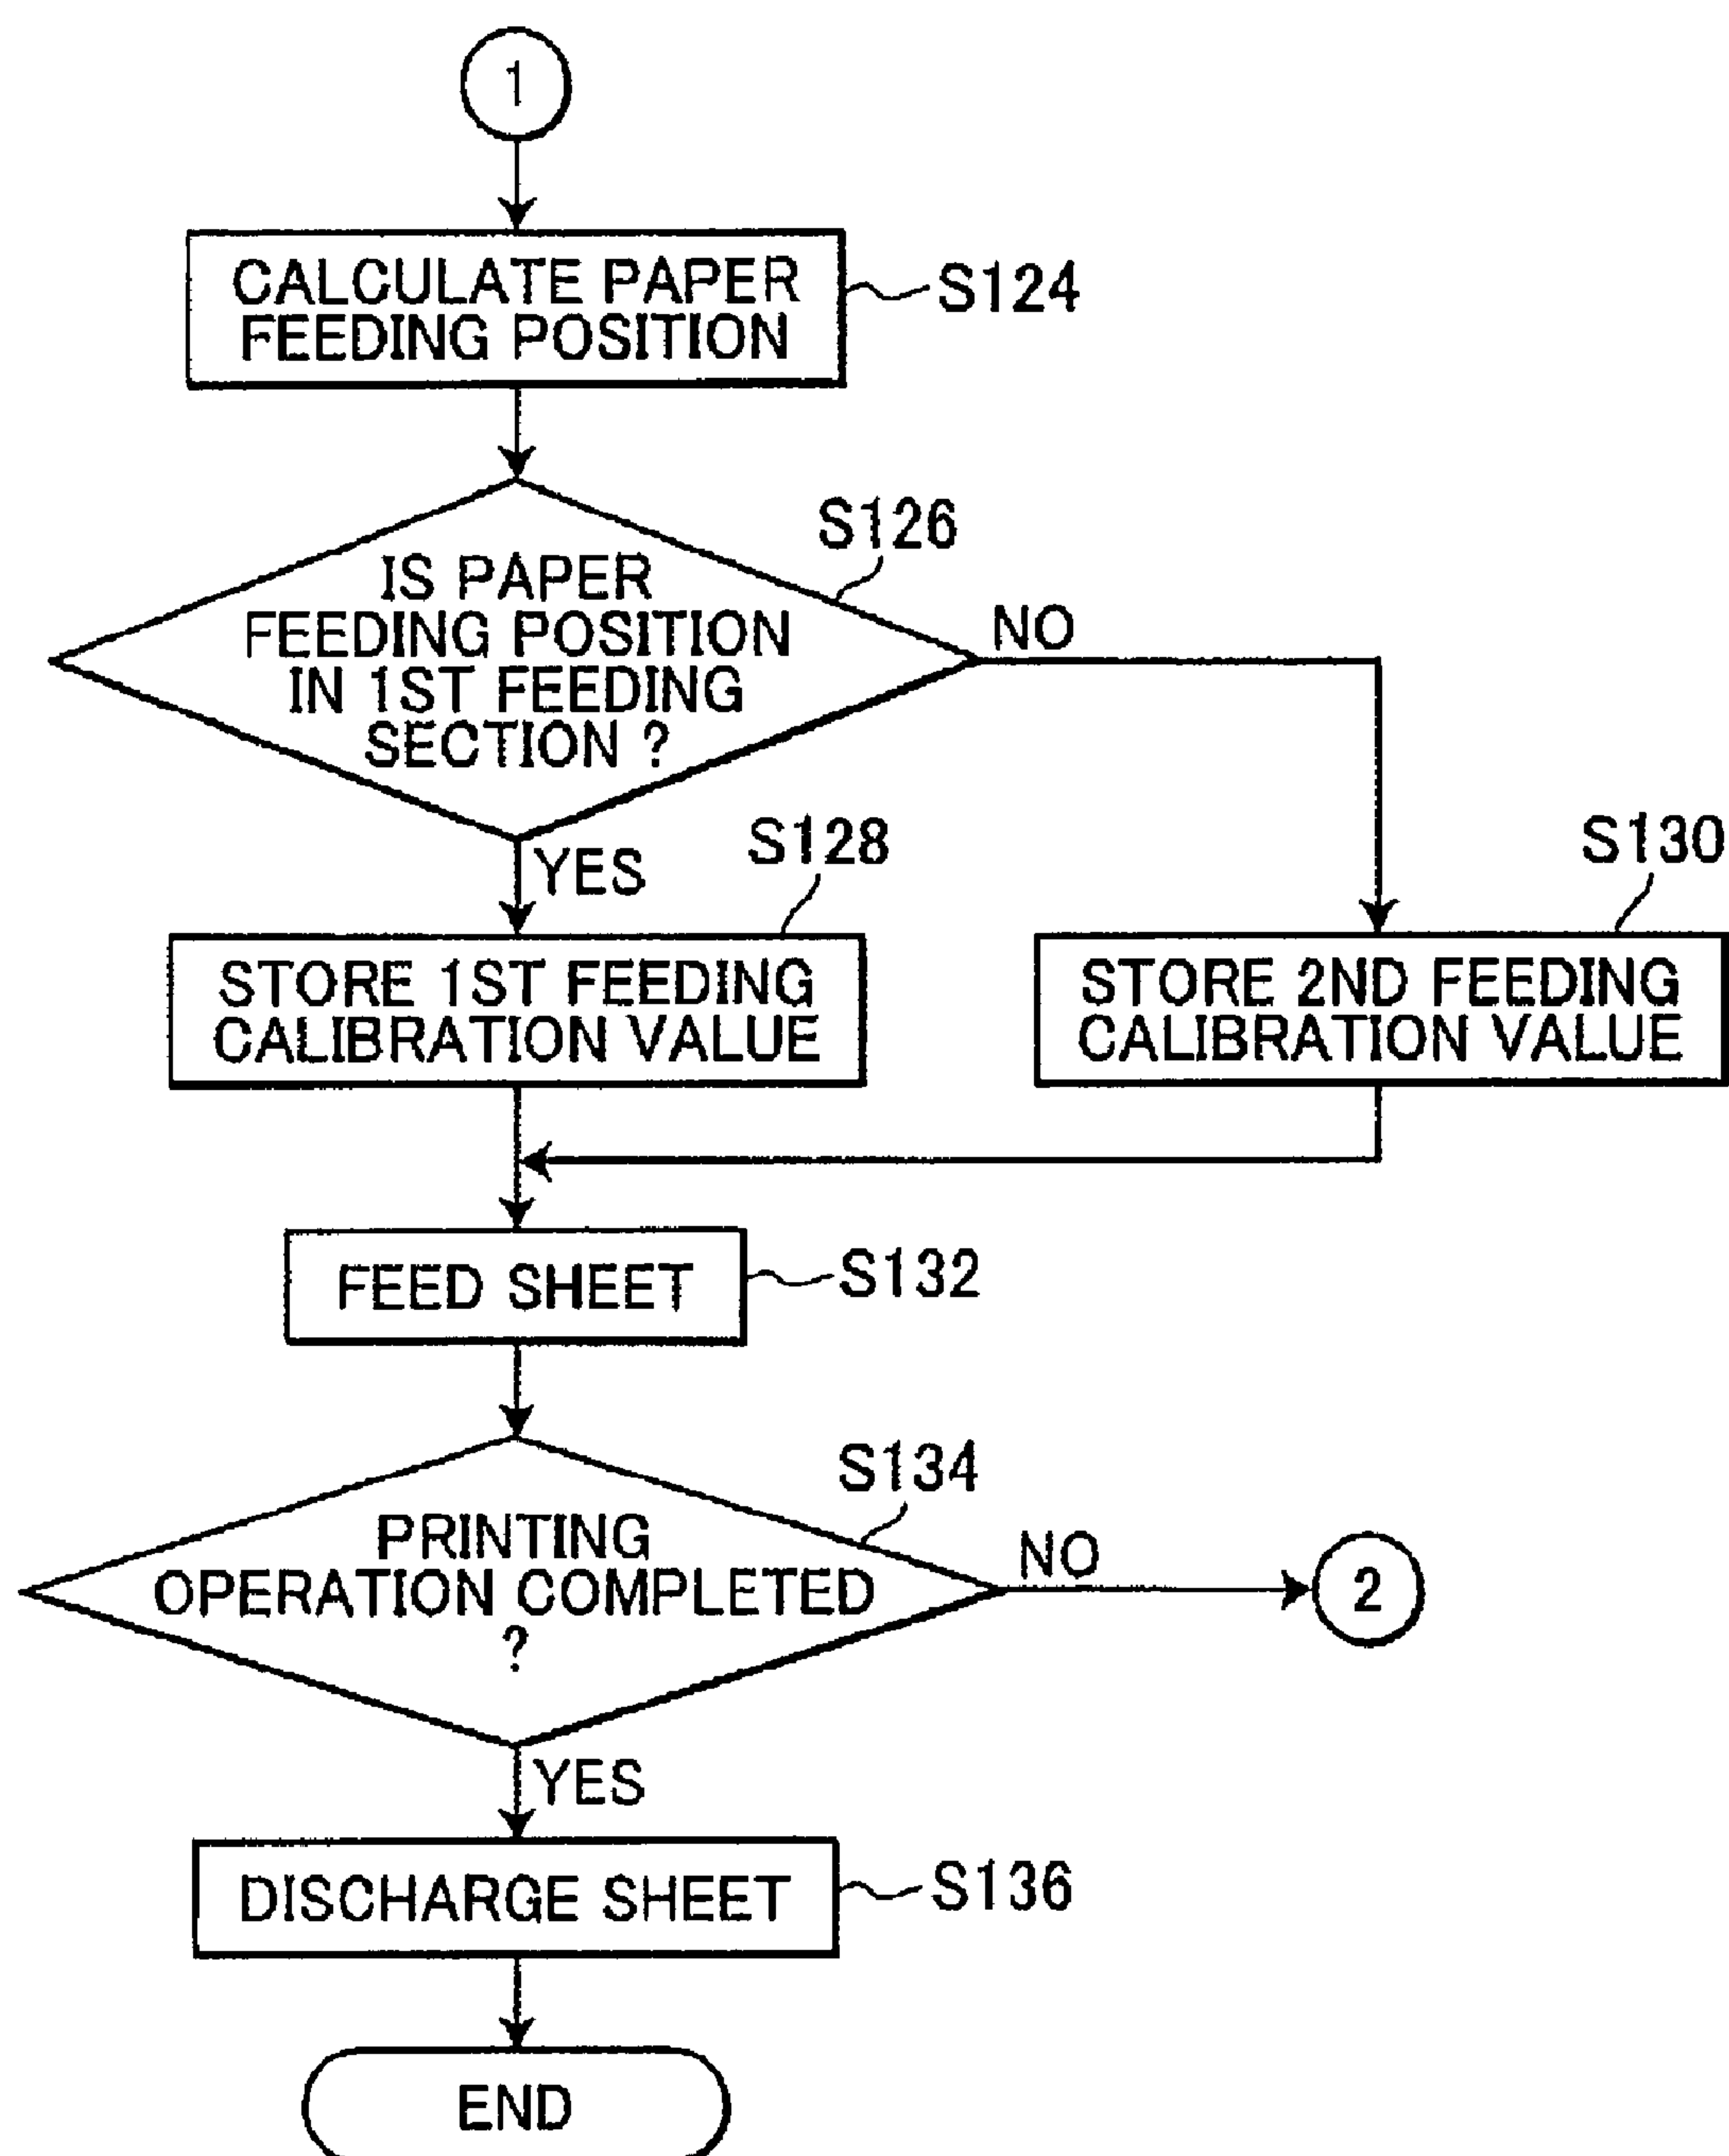 1
CALCULATE PAPER
FEEDING POSITION
S124
S126
IS PAPER
FEEDING POSITION
IN 1ST FEEDING
SECTION ?
NO
YES
S128
S130
STORE 1ST FEEDING
CALIBRATION VALUE
STORE 2ND FEEDING
CALIBRATION VALUE
FEED SHEET
S132
S134
PRINTING
OPERATION COMPLETED
?
NO
2
YES
DISCHARGE SHEET
S136
END